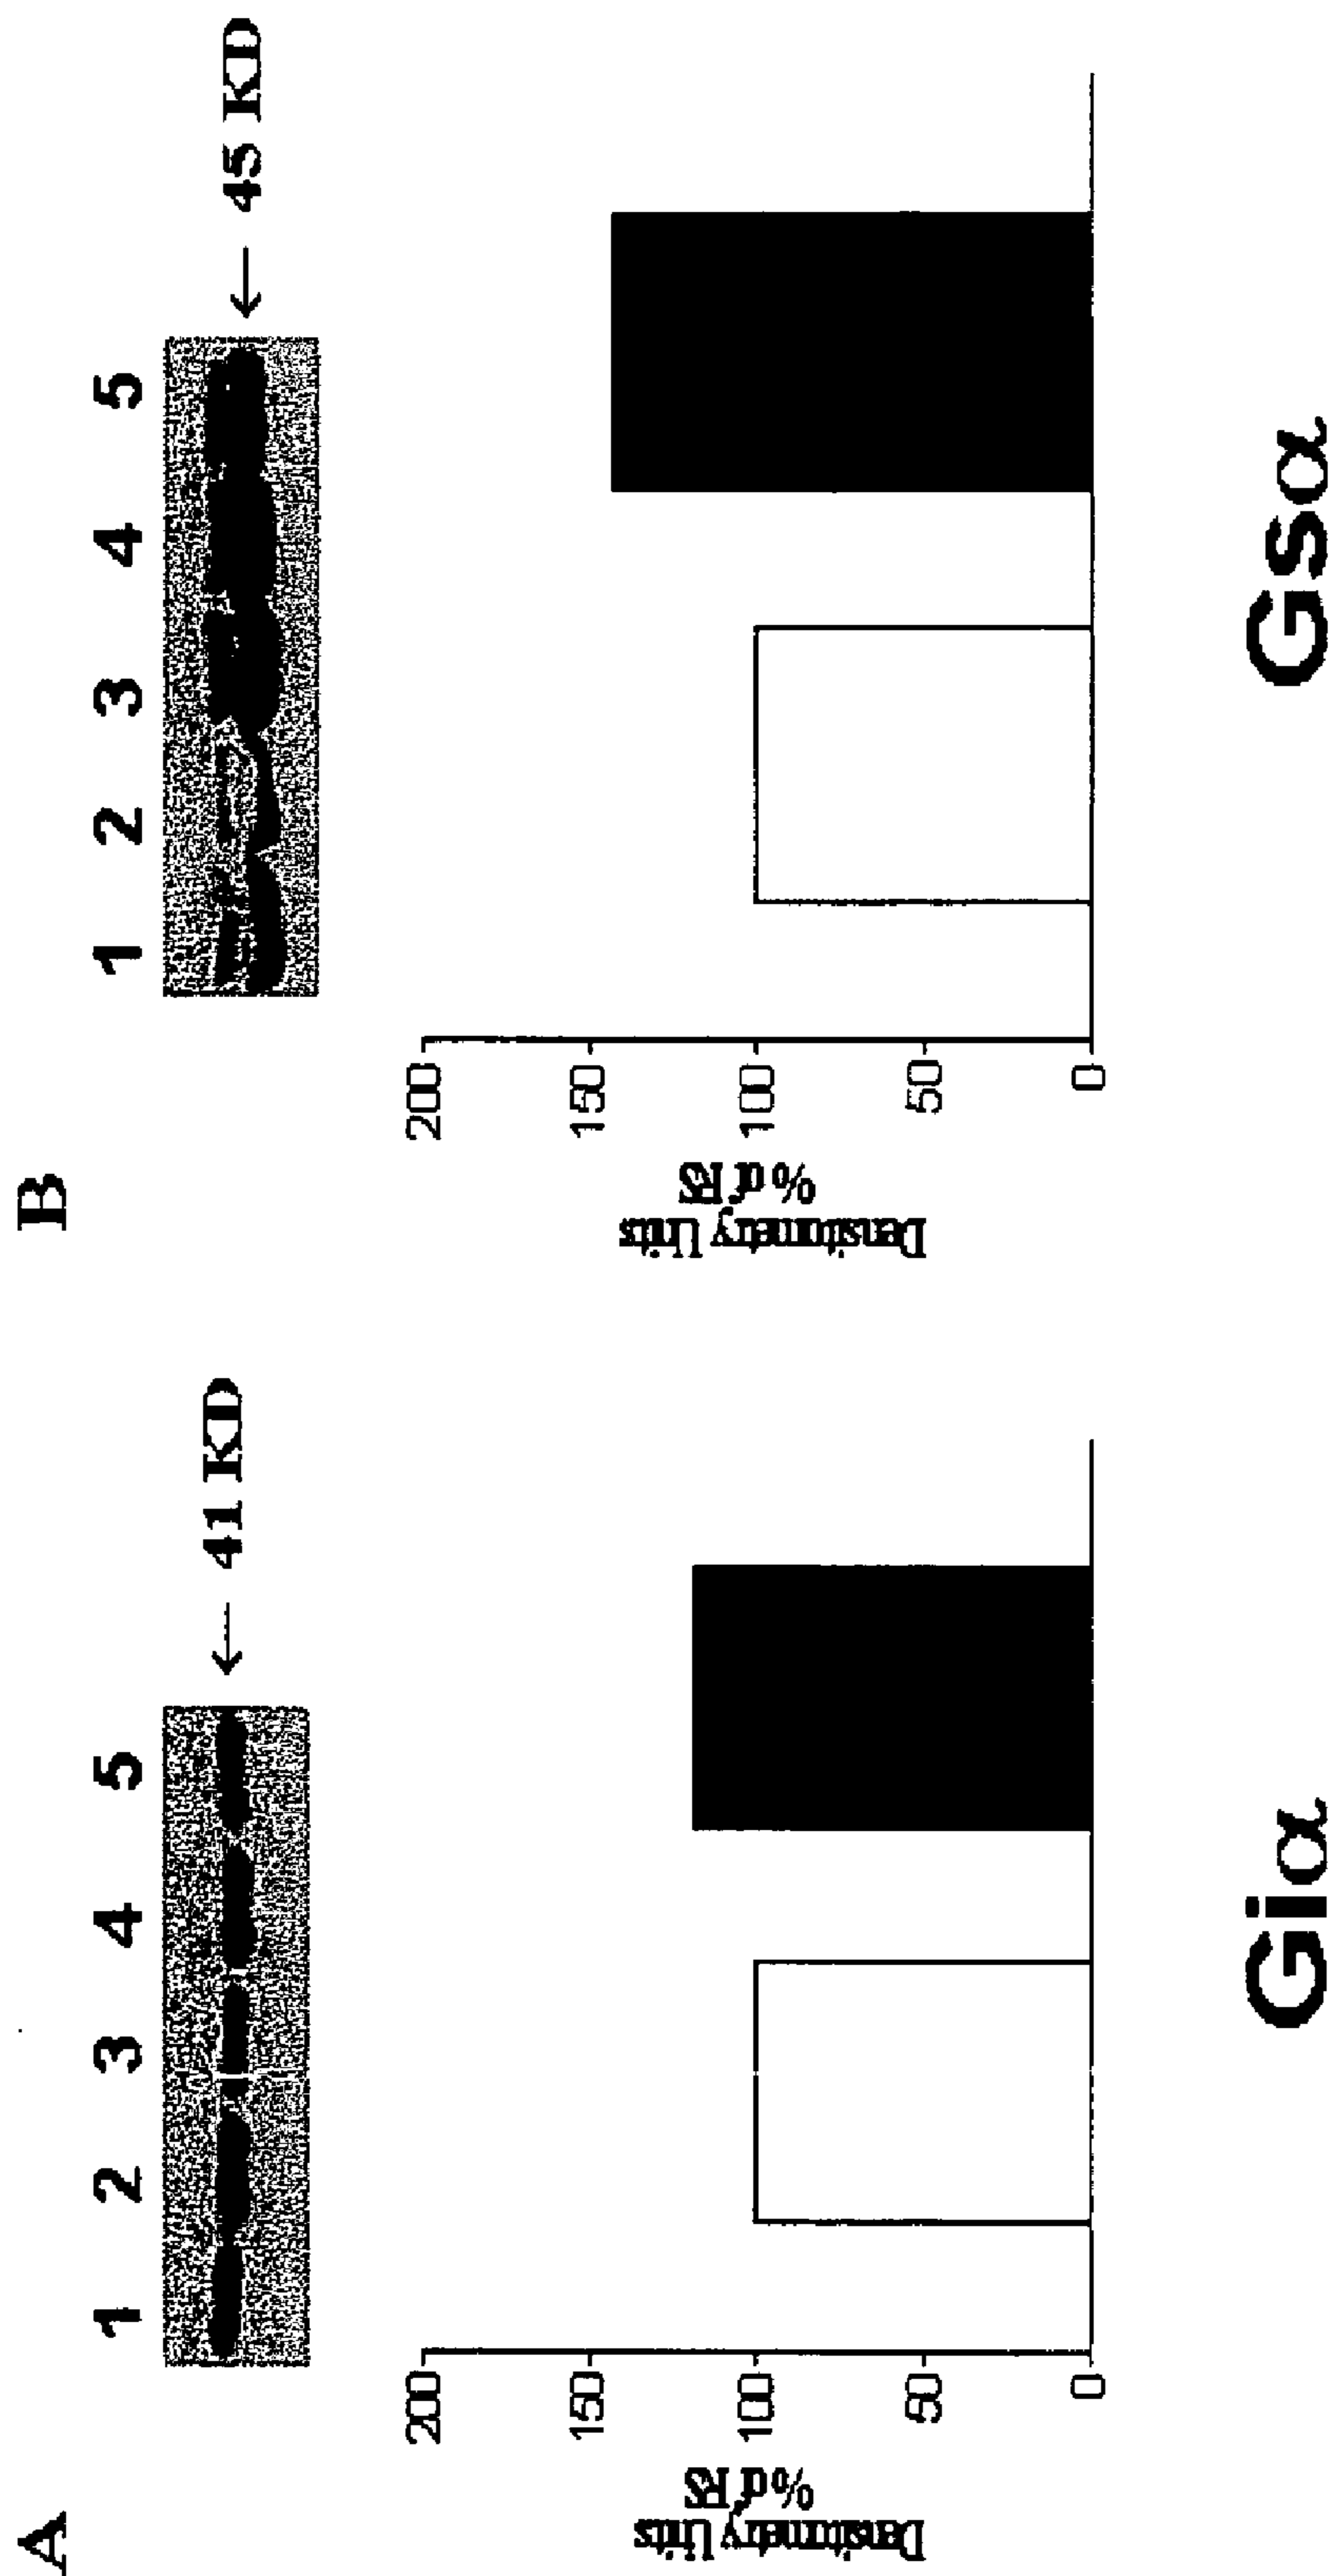 A
1 2 3 4 5
← 41 KD
Densitometry Units
% of RS
200
150
100
50
0
Giα
B
1 2 3 4 5
← 45 KD
Densitometry Units
% of RS
200
150
100
50
0
Gsα